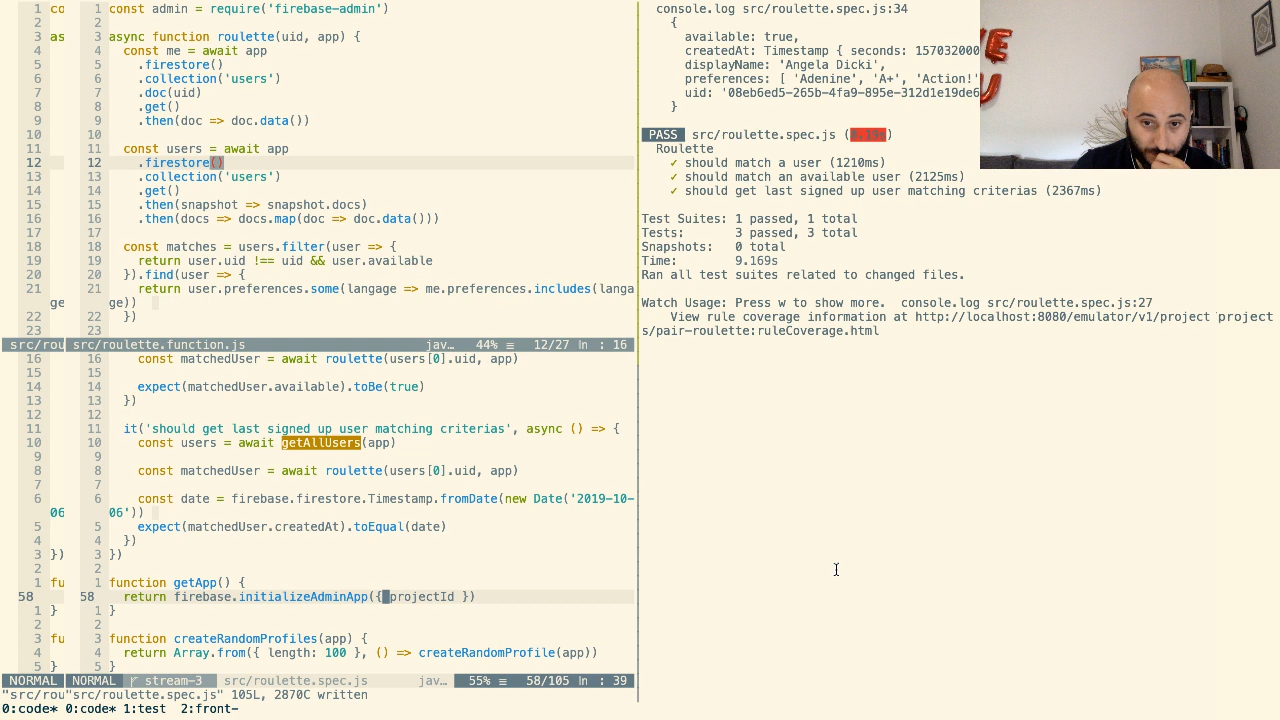 1 co 1 const admin = require('firebase-admin')
2 2
3 as 3 async function roulette(uid, app) {
4 4 const me = await app
5 5 .firestore()
6 6 .collection('users')
7 7 .doc(uid)
8 8 .get()
9 9 .then(doc => doc.data())
10 10
11 11 const users = await app
12 12 .firestore()
13 13 .collection('users')
14 14 .get()
15 15 .then(snapshot => snapshot.docs)
16 16 .then(docs => docs.map(doc => doc.data()))
17 17
18 18 const matches = users.filter(user => {
19 19 return user.uid !== uid && user.available
20 20 }).find(user => {
21 21 return user.preferences.some(langage => me.preferences.includes(langa
ge ge))
22 22 })
23 23
src/rou src/roulette.function.js jav… 44% ≡ 12/27 ㏑ : 16
16 16 const matchedUser = await roulette(users[0].uid, app)
15 15
14 14 expect(matchedUser.available).toBe(true)
13 13 })
12 12
11 11 it('should get last signed up user matching criterias', async () => {
10 10 const users = await getAllUsers(app)
9 9
8 8 const matchedUser = await roulette(users[0].uid, app)
7 7
6 6 const date = firebase.firestore.Timestamp.fromDate(new Date('2019-10-
06 06'))
5 5 expect(matchedUser.createdAt).toEqual(date)
4 4 })
3 }) 3 })
2 2
1 fu 1 function getApp() {
58 58 return firebase.initializeAdminApp({ projectId })
1 } 1 }
2 2
3 fu 3 function createRandomProfiles(app) {
4 4 return Array.from({ length: 100 }, () => createRandomProfile(app))
5 } 5 }
NORMAL NORMAL stream-3 src/roulette.spec.js jav… 55% ≡ 58/105 ㏑ : 39
"src/rou"src/roulette.spec.js" 105L, 2870C written
0:code* 0:code* 1:test 2:front-
console.log src/roulette.spec.js:34
{
available: true,
createdAt: Timestamp { seconds: 157032000
displayName: 'Angela Dicki',
preferences: [ 'Adenine', 'A+', 'Action!'
uid: '08eb6ed5-265b-4fa9-895e-312d1e19de6
}
PASS src/roulette.spec.js (8.19s)
Roulette
✓ should match a user (1210ms)
✓ should match an available user (2125ms)
✓ should get last signed up user matching criterias (2367ms)
Test Suites: 1 passed, 1 total
Tests: 3 passed, 3 total
Snapshots: 0 total
Time: 9.169s
Ran all test suites related to changed files.
Watch Usage: Press w to show more. console.log src/roulette.spec.js:27
View rule coverage information at http://localhost:8080/emulator/v1/project project
s/pair-roulette:ruleCoverage.html